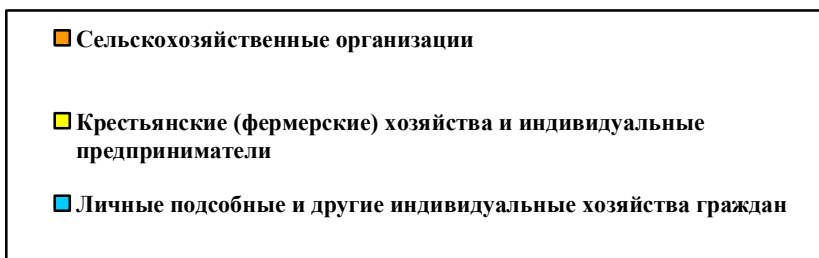 Сельскохозяйственные организации
Крестьянские (фермерские) хозяйства и индивидуальные
предприниматели
Личные подсобные и другие индивидуальные хозяйства граждан